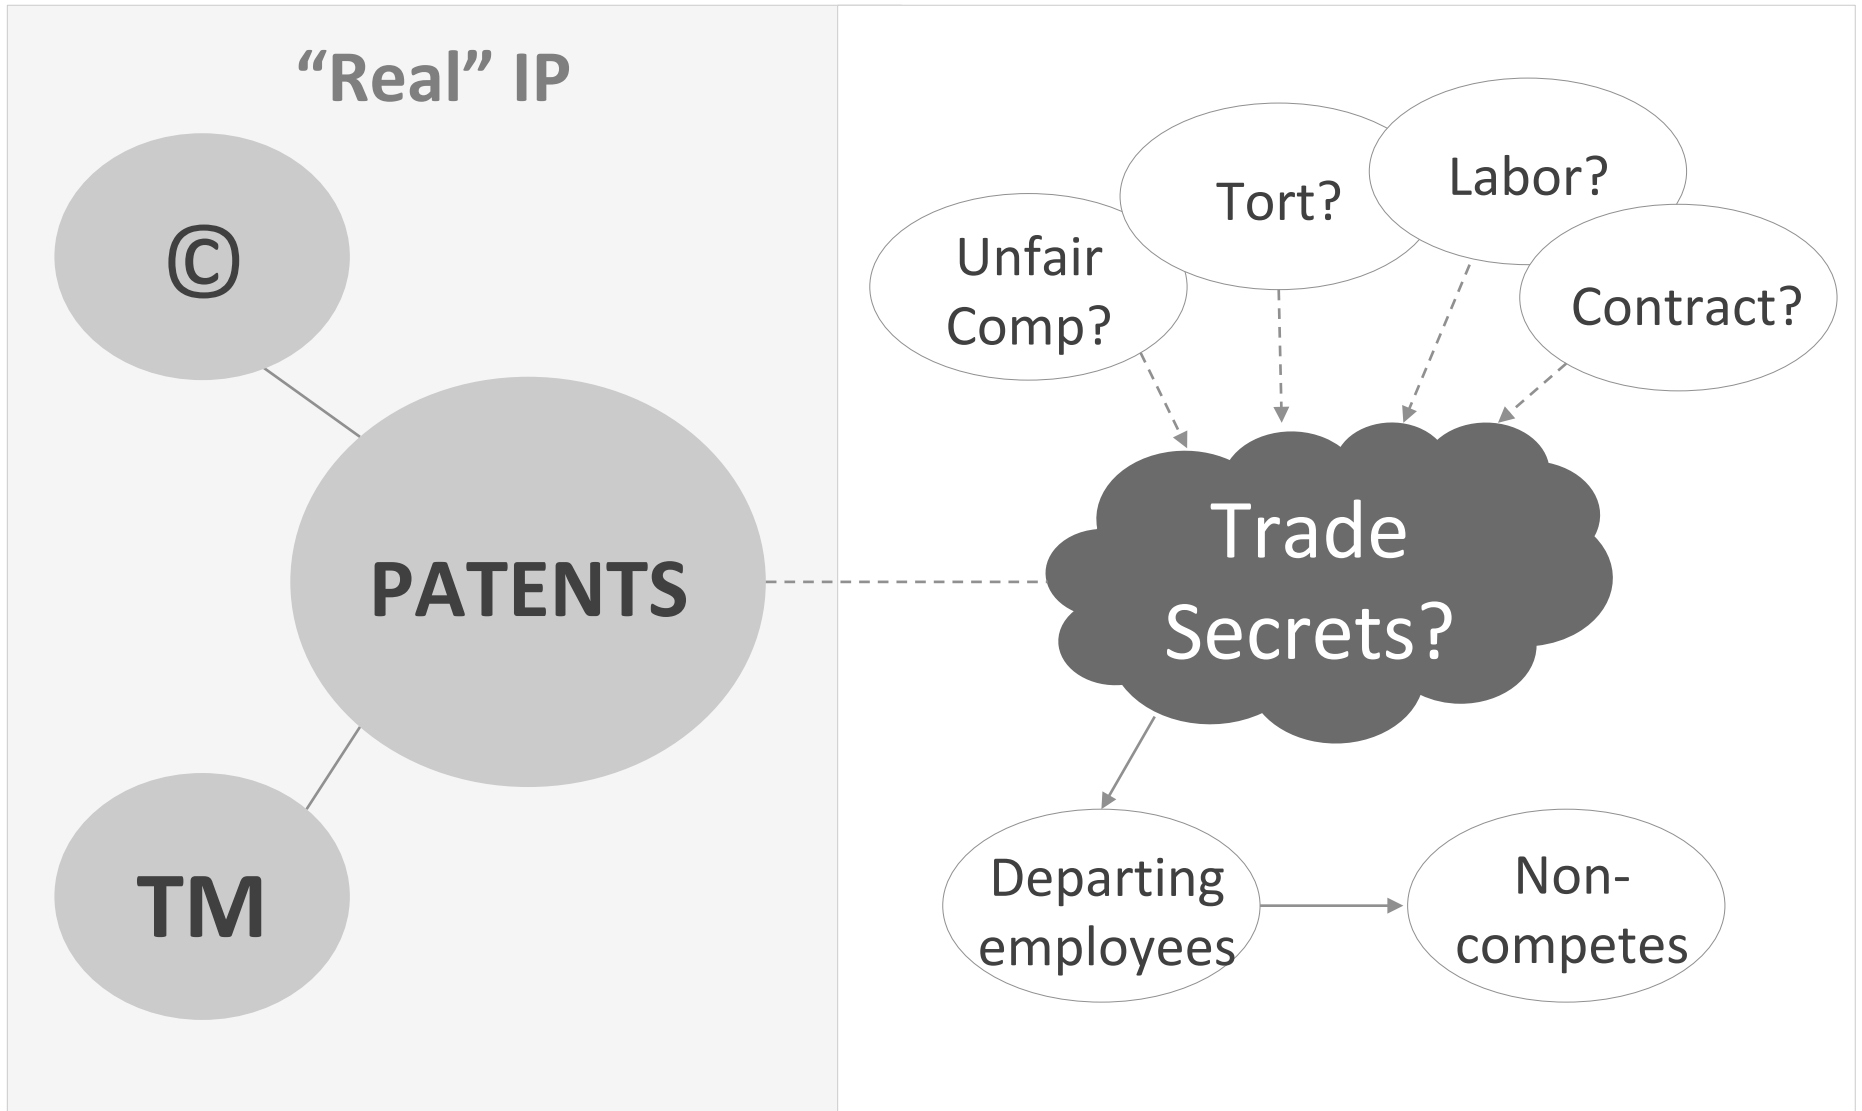 “Real” IP
©
PATENTS
TM
Unfair
Comp?
Tort?
Labor?
Contract?
Trade
Secrets?
Departing
employees
Non-
competes